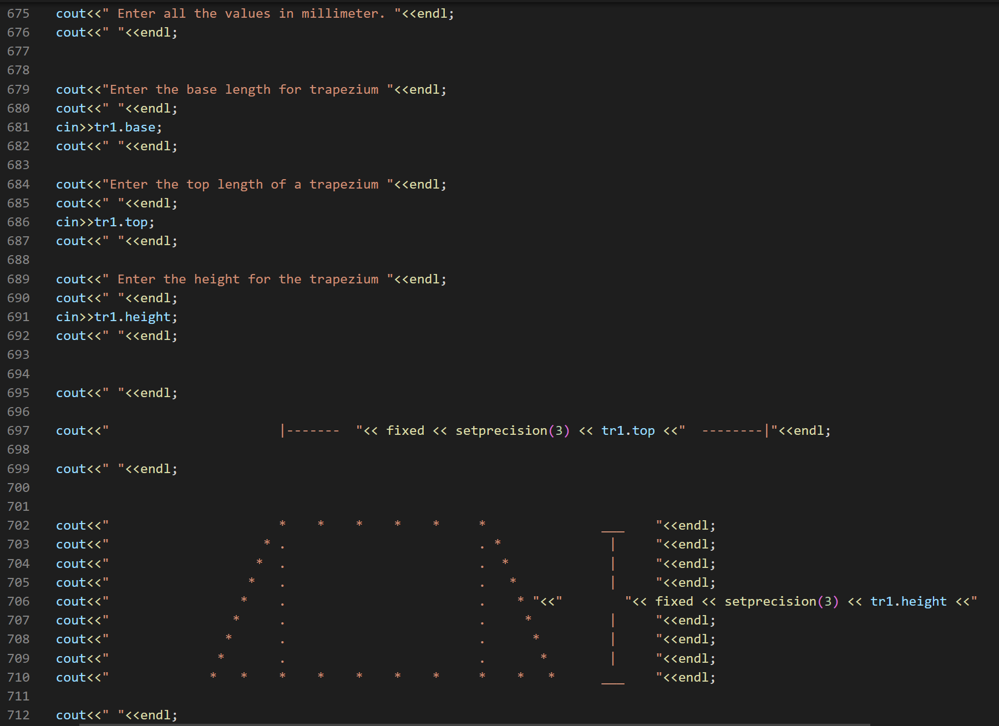 675 cout<<" Enter all the values in millimeter. "<<endl;
676 cout<<" "<<endl;
677
678
679 cout<<"Enter the base length for trapezium "<<endl;
680 cout<<" "<<endl;
681 cin>>tr1.base;
682 cout<<" "<<endl;
683
684 cout<<"Enter the top length of a trapezium "<<endl;
685 cout<<" "<<endl;
686 cin>>tr1.top;
687 cout<<" "<<endl;
688
689 cout<<" Enter the height for the trapezium "<<endl;
690 cout<<" "<<endl;
691 cin>>tr1.height;
692 cout<<" "<<endl;
693
694
695 cout<<" "<<endl;
696
697 cout<<"                      |-------  "<< fixed << setprecision(3) << tr1.top <<"  --------|"<<endl;
698
699 cout<<" "<<endl;
700
701
702 cout<<"                      *    *    *    *    *     *               ___    "<<endl;
703 cout<<"                    * .                         . *              |     "<<endl;
704 cout<<"                   *  .                         .  *             |     "<<endl;
705 cout<<"                  *   .                         .   *            |     "<<endl;
706 cout<<"                 *    .                         .    * "<<"        "<< fixed << setprecision(3) << tr1.height <<"
707 cout<<"                *     .                         .     *          |     "<<endl;
708 cout<<"               *      .                         .      *         |     "<<endl;
709 cout<<"              *       .                         .       *        |     "<<endl;
710 cout<<"             *   *    *    *    *    *    *     *    *   *      ___    "<<endl;
711
712 cout<<" "<<endl;